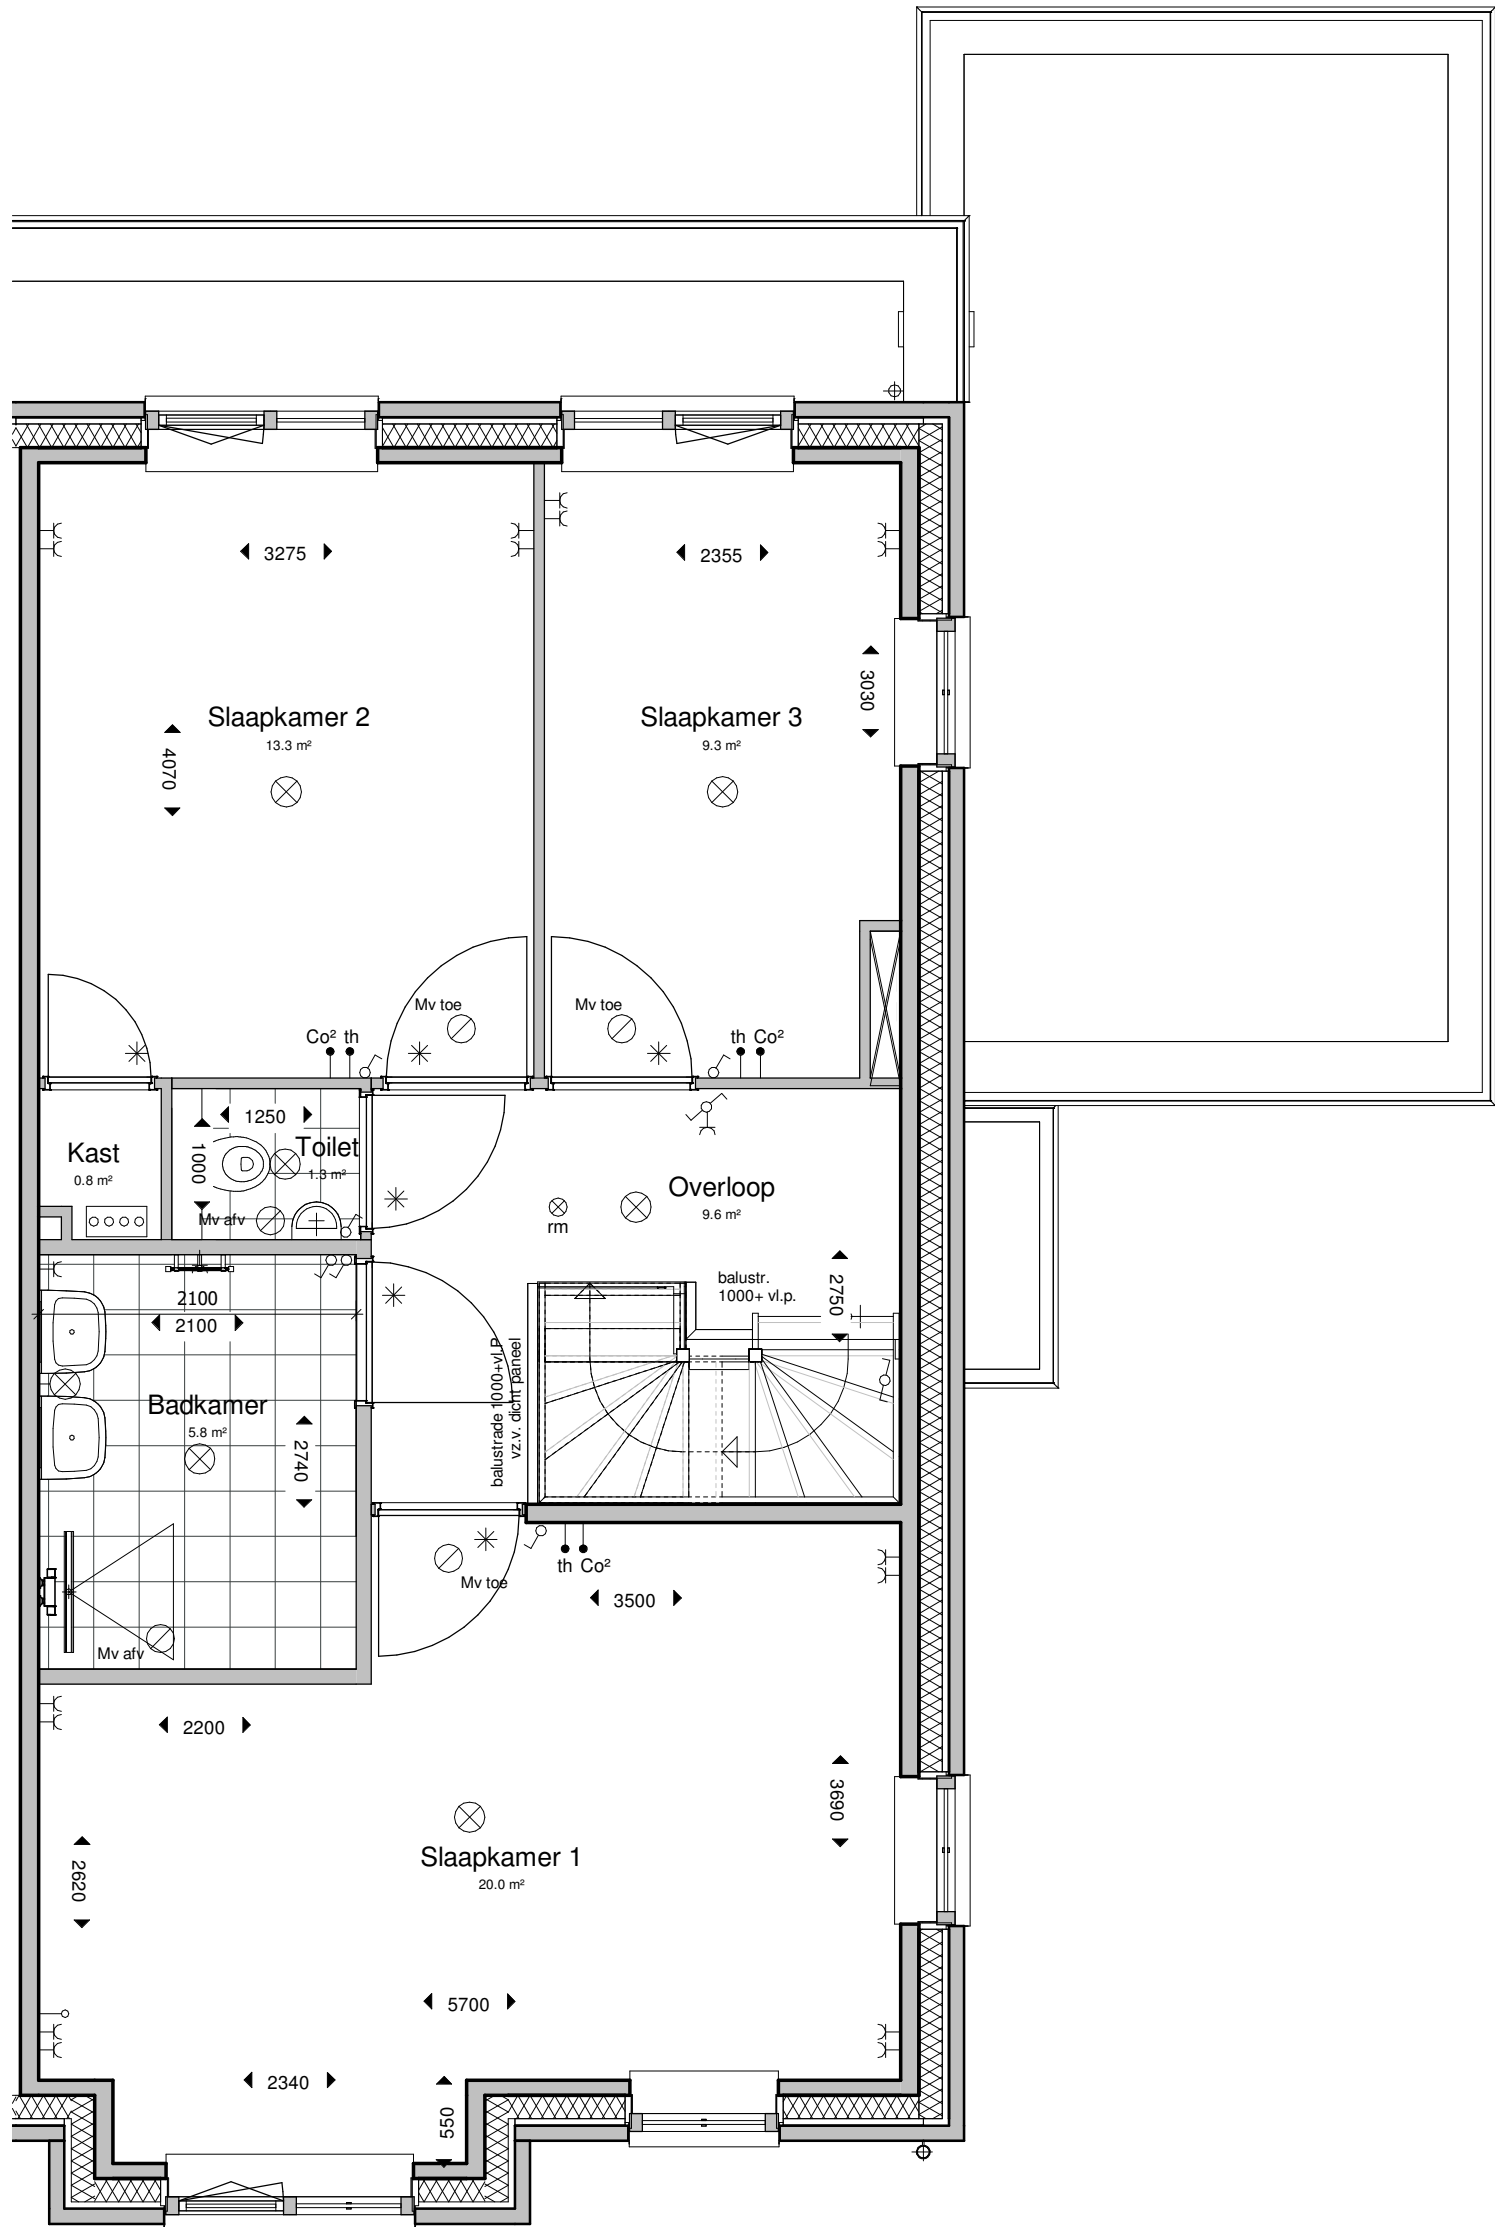 3275
2355
3030
Slaapkamer 2
13.3 m²
4070
Slaapkamer 3
9.3 m²
Mv toe
Mv toe
Co² th
th Co²
1250
Toilet
1.3 m²
1000
Kast
0.8 m²
Mv afv
Overloop
9.6 m²
rm
balustr.
1000+ vl.p.
2750
2100
2100
balustrade 1000+vl.P
vz.v. dicht paneel
Badkamer
5.8 m²
2740
Mv afv
Mv toe
th Co²
3500
2200
3690
Slaapkamer 1
20.0 m²
2620
5700
2340
550